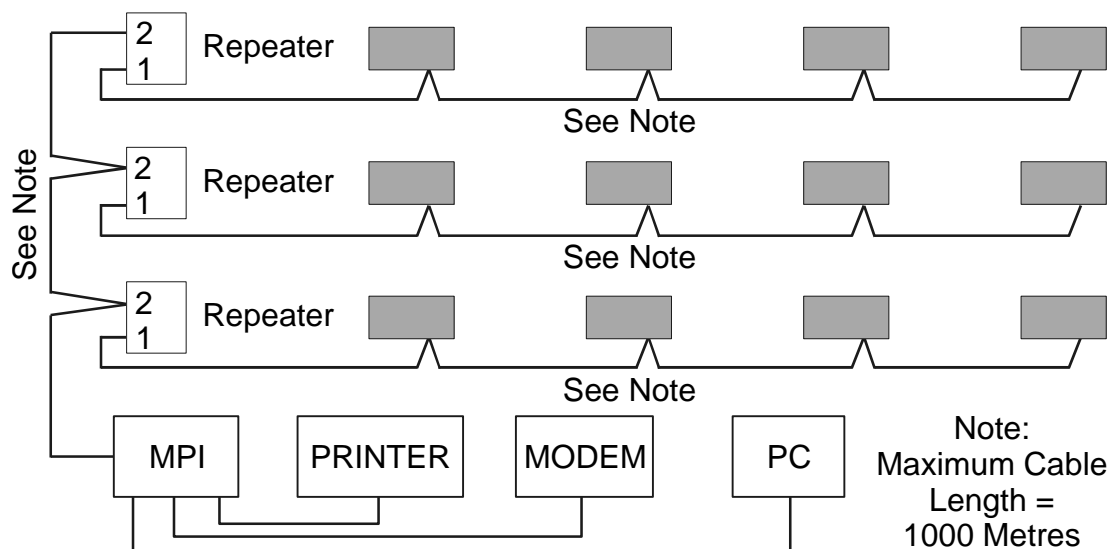 2
1
Repeater
See Note
2
1
Repeater
See Note
See Note
2
1
Repeater
See Note
MPI
PRINTER
MODEM
PC
Note:
Maximum Cable
Length =
1000 Metres